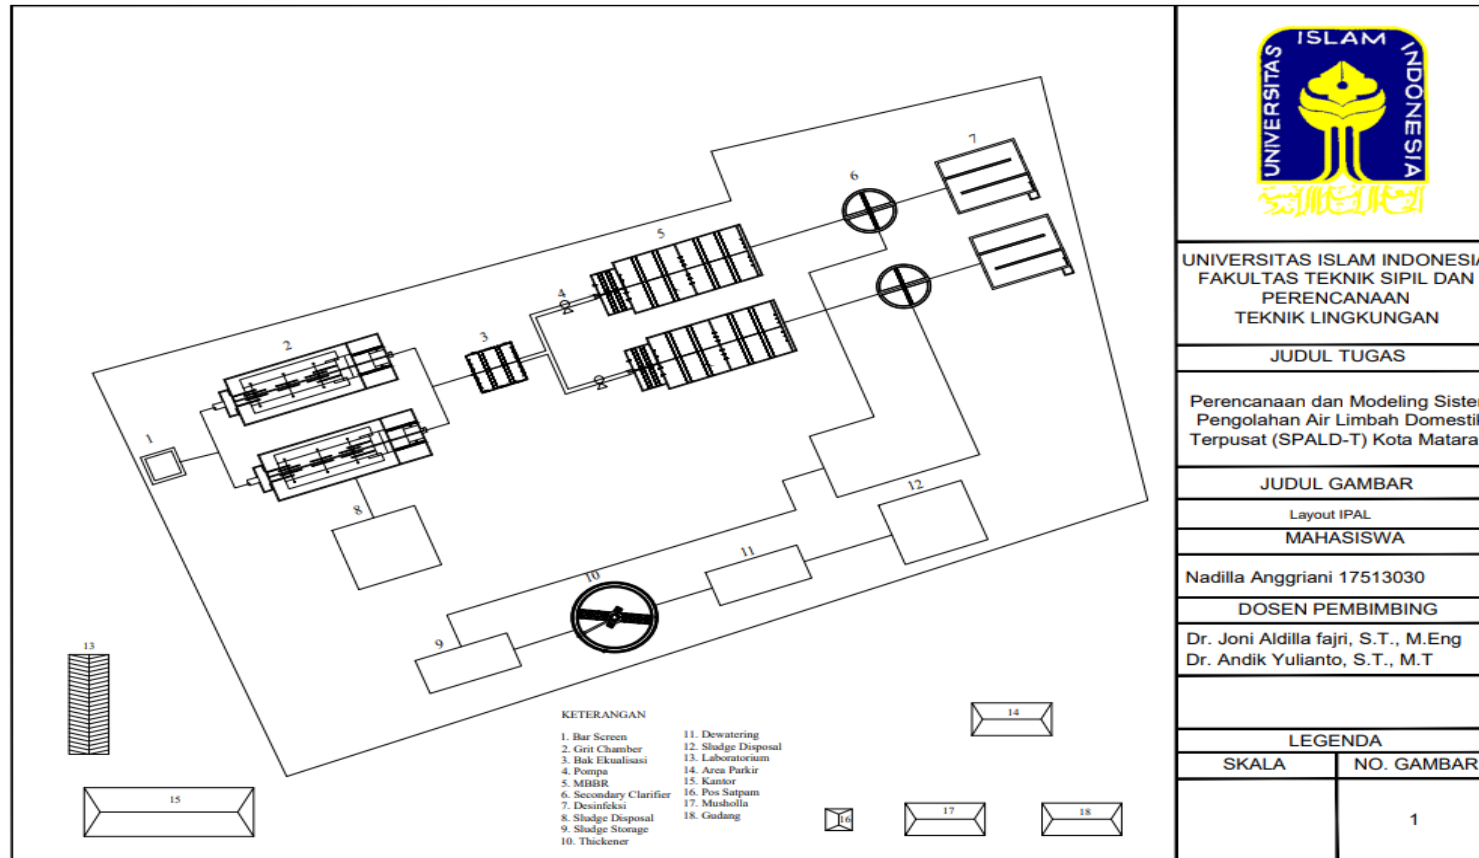 1
2
3
4
5
6
7
8
9
10
11
12
13
14
15
16
17
18
KETERANGAN
1. Bar Screen
2. Grit Chamber
3. Bak Ekualisasi
4. Pompa
5. MBBR
6. Secondary Clarifier
7. Desinfeksi
8. Sludge Disposal
9. Sludge Storage
10. Thickener
11. Dewatering
12. Sludge Disposal
13. Laboratorium
14. Area Parkir
15. Kantor
16. Pos Satpam
17. Musholla
18. Gudang
UNIVERSITAS ISLAM INDONESIA
UNIVERSITAS ISLAM INDONESIA
FAKULTAS TEKNIK SIPIL DAN
PERENCANAAN
TEKNIK LINGKUNGAN
JUDUL TUGAS
Perencanaan dan Modeling Sister
Pengolahan Air Limbah Domestik
Terpusat (SPALD-T) Kota Matara
JUDUL GAMBAR
Layout IPAL
MAHASISWA
Nadilla Anggriani 17513030
DOSEN PEMBIMBING
Dr. Joni Aldilla fajri, S.T., M.Eng
Dr. Andik Yulianto, S.T., M.T
LEGENDA
SKALA
NO. GAMBAR
1